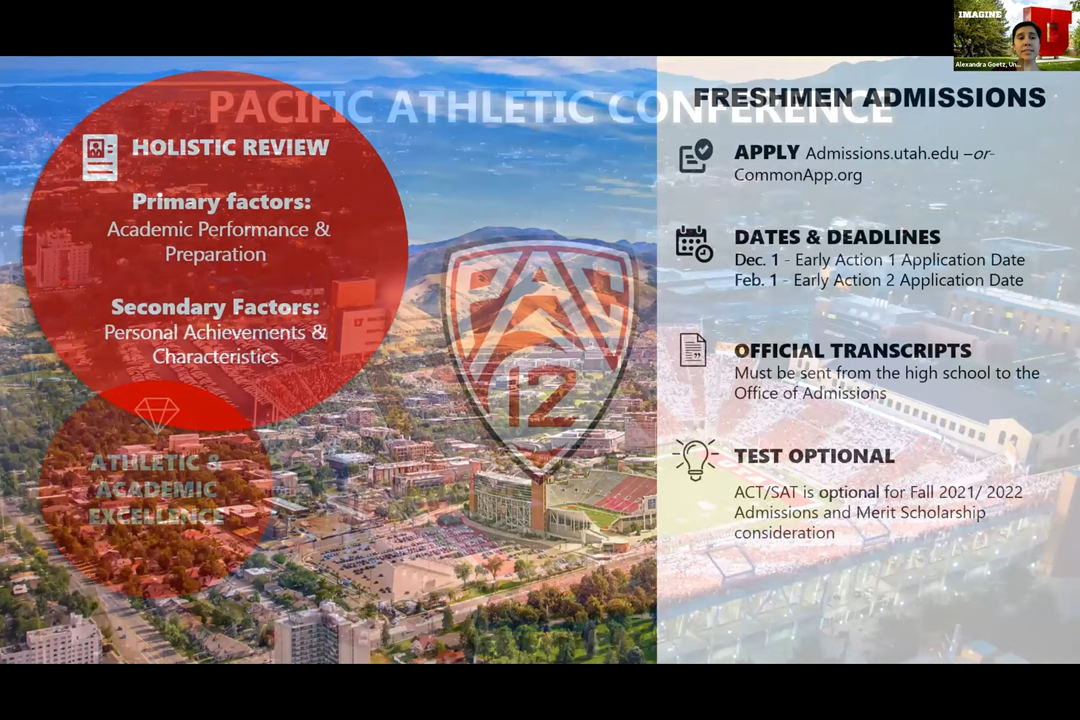 IMAGINE
U
Alexandra Goetz, Un...
PACIFIC ATHLETIC CONFERENCE
HOLISTIC REVIEW
Primary factors:
Academic Performance &
Preparation
Secondary Factors:
Personal Achievements &
Characteristics
ATHLETIC &
ACADEMIC
EXCELLENCE
PAC
12
FRESHMEN ADMISSIONS
APPLY Admissions.utah.edu –or-
CommonApp.org
DATES & DEADLINES
Dec. 1 - Early Action 1 Application Date
Feb. 1 - Early Action 2 Application Date
OFFICIAL TRANSCRIPTS
Must be sent from the high school to the
Office of Admissions
TEST OPTIONAL
ACT/SAT is optional for Fall 2021/ 2022
Admissions and Merit Scholarship
consideration